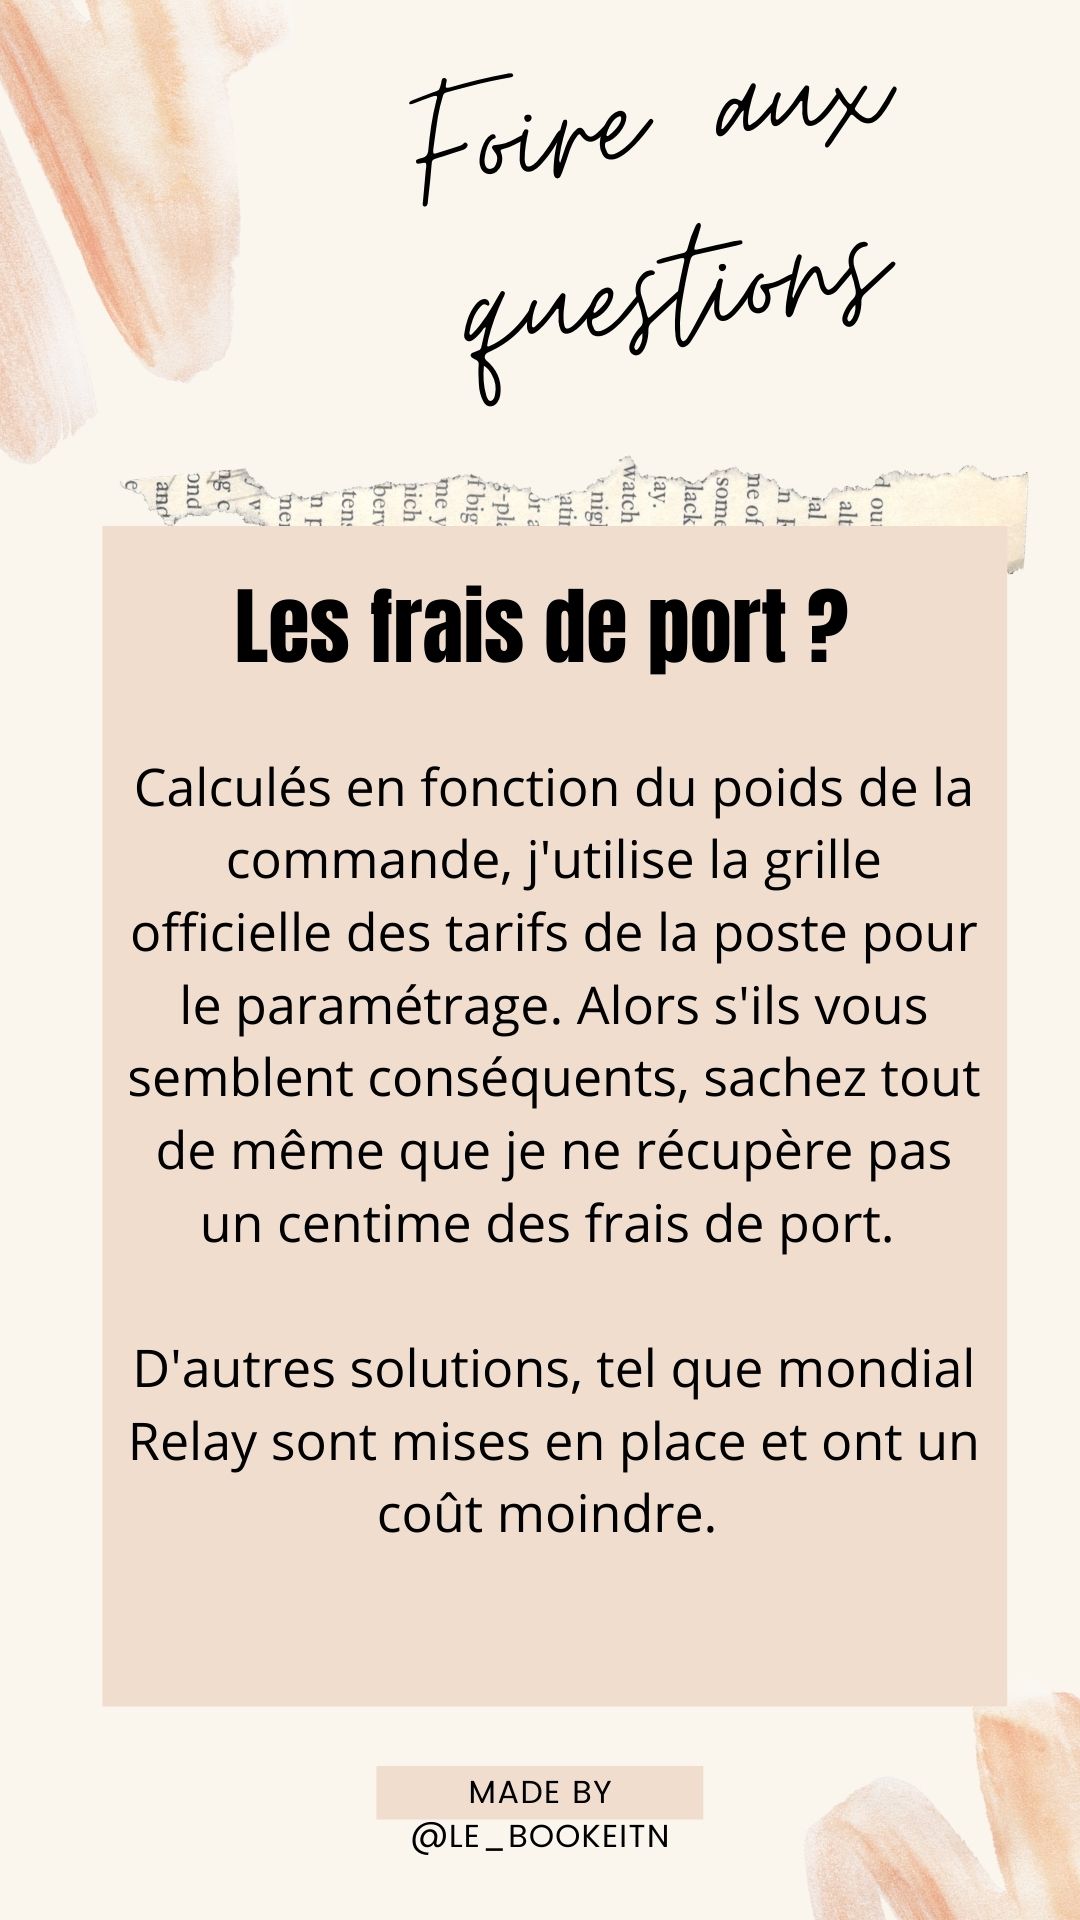 Foire aux
questions
Les frais de port ?
Calculés en fonction du poids de la
commande, j'utilise la grille
officielle des tarifs de la poste pour
le paramétrage. Alors s'ils vous
semblent conséquents, sachez tout
de même que je ne récupère pas
un centime des frais de port.
D'autres solutions, tel que mondial
Relay sont mises en place et ont un
coût moindre.
MADE BY
@LE_BOOKEITN